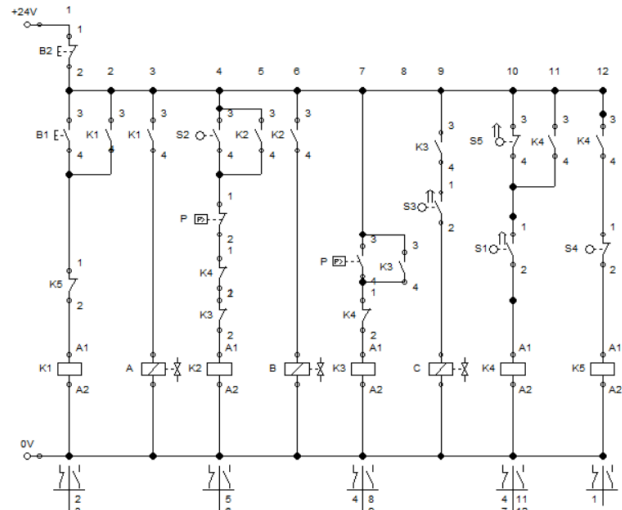 1
+24V
1
B2
2
2 3 4 5 6 7 8 9 10 11 12
3 3 3 3 3 3 3 3 3 3
B1 K1 K1 S2 K2 K2 K3 S5 K4 K4
4 4 4 4 4 4 4 4 4 4
1 1 1
P S3 S1 S4
2 2 2 2
1 3 3
K5 K4 P K3
2 2 4 4
1
K3 K4
2 2
A1 A1 A1 A1 A1
K1 A K2 B K3 C K4 K5
A2 A2 A2 A2 A2
0V
2 5 4 8 4 11 1